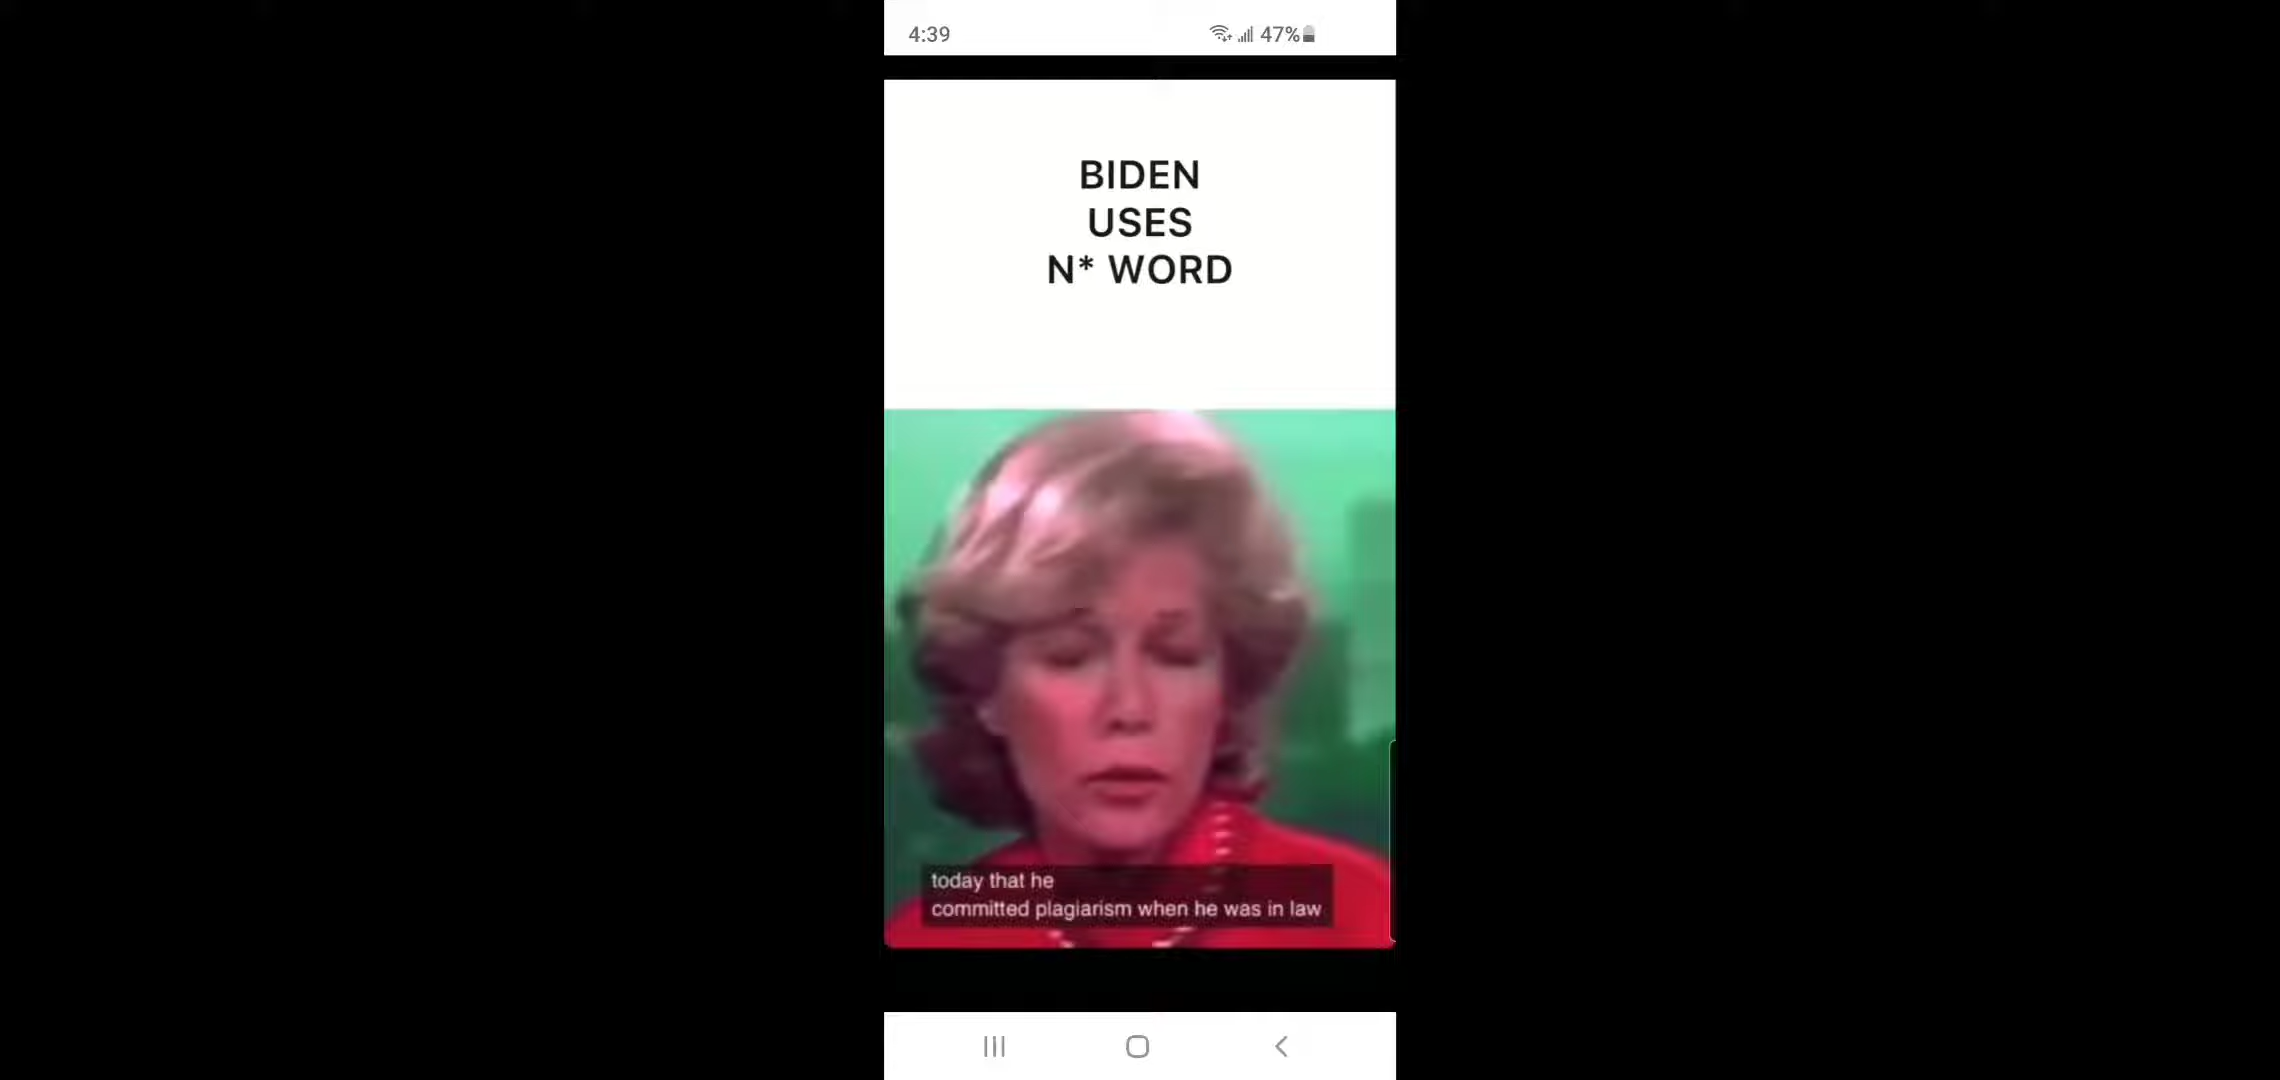 4:39
47%
BIDEN
USES
N* WORD
today that he
committed plagiarism when he was in law